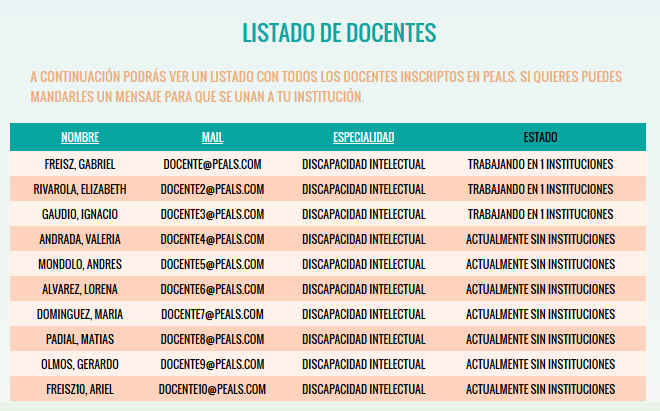 LISTADO DE DOCENTES
A CONTINUACIÓN PODRÁS VER UN LISTADO CON TODOS LOS DOCENTES INSCRIPTOS EN PEALS. SI QUIERES PUEDES
MANDARLES UN MENSAJE PARA QUE SE UNAN A TU INSTITUCIÓN.
NOMBRE MAIL ESPECIALIDAD ESTADO
FREISZ, GABRIEL DOCENTE@PEALS.COM DISCAPACIDAD INTELECTUAL TRABAJANDO EN 1 INSTITUCIONES
RIVAROLA, ELIZABETH DOCENTE2@PEALS.COM DISCAPACIDAD INTELECTUAL TRABAJANDO EN 1 INSTITUCIONES
GAUDIO, IGNACIO DOCENTE3@PEALS.COM DISCAPACIDAD INTELECTUAL TRABAJANDO EN 1 INSTITUCIONES
ANDRADA, VALERIA DOCENTE4@PEALS.COM DISCAPACIDAD INTELECTUAL ACTUALMENTE SIN INSTITUCIONES
MONDOLO, ANDRES DOCENTE5@PEALS.COM DISCAPACIDAD INTELECTUAL ACTUALMENTE SIN INSTITUCIONES
ALVAREZ, LORENA DOCENTE6@PEALS.COM DISCAPACIDAD INTELECTUAL ACTUALMENTE SIN INSTITUCIONES
DOMINGUEZ, MARIA DOCENTE7@PEALS.COM DISCAPACIDAD INTELECTUAL ACTUALMENTE SIN INSTITUCIONES
PADIAL, MATIAS DOCENTE8@PEALS.COM DISCAPACIDAD INTELECTUAL ACTUALMENTE SIN INSTITUCIONES
OLMOS, GERARDO DOCENTE9@PEALS.COM DISCAPACIDAD INTELECTUAL ACTUALMENTE SIN INSTITUCIONES
FREISZ10, ARIEL DOCENTE10@PEALS.COM DISCAPACIDAD INTELECTUAL ACTUALMENTE SIN INSTITUCIONES